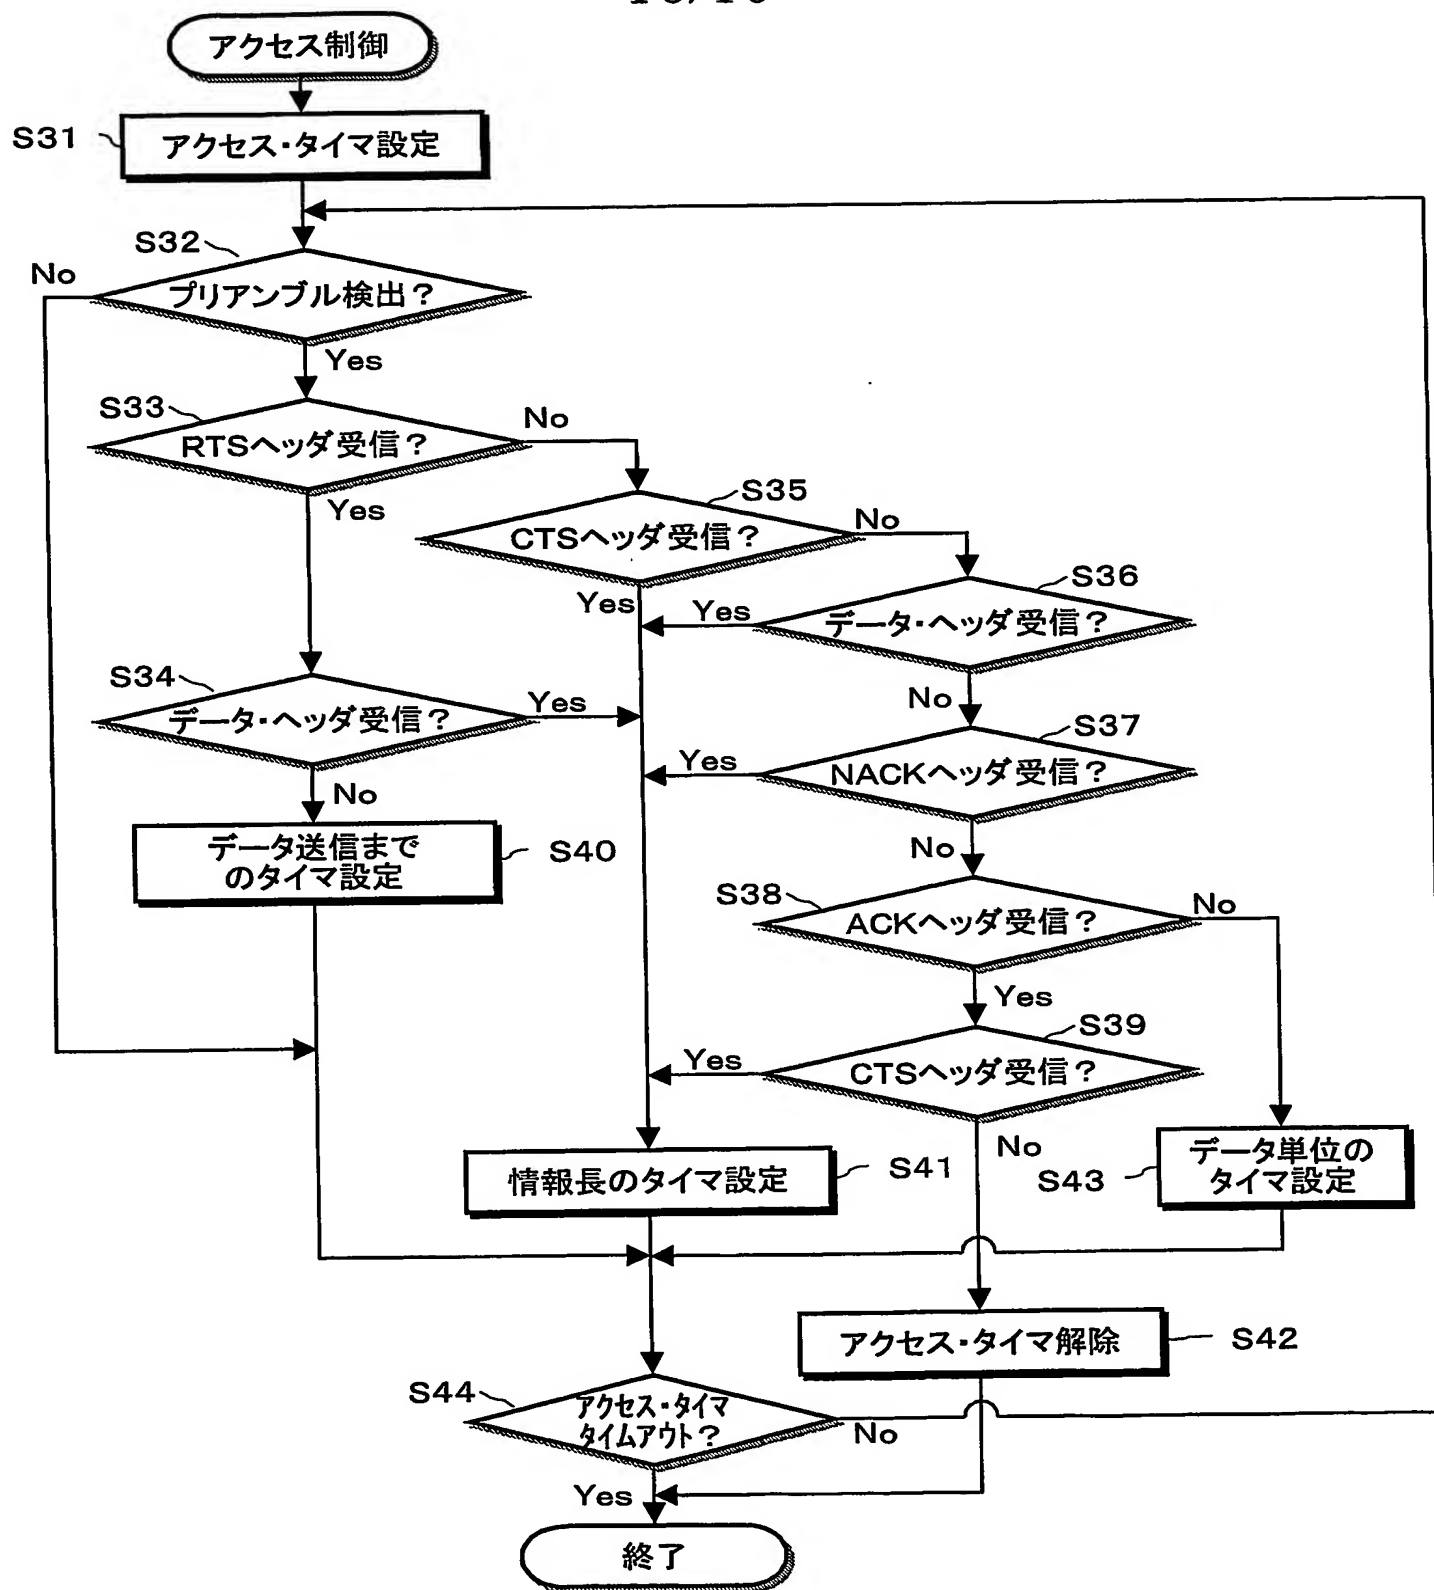 アクセス制御
S31
アクセス・タイマ設定
S32
No
プリアンブル検出？
Yes
S33
No
RTSヘッダ受信？
Yes
S35
CTSヘッダ受信？
No
Yes
S36
Yes
データ・ヘッダ受信？
No
S34
データ・ヘッダ受信？
Yes
No
S37
Yes
NACKヘッダ受信？
No
データ送信まで
のタイマ設定
S40
S38
ACKヘッダ受信？
No
Yes
S39
Yes
CTSヘッダ受信？
No
情報長のタイマ設定
S41
S43
データ単位の
タイマ設定
アクセス・タイマ解除
S42
S44
アクセス・タイマ
タイムアウト？
No
Yes
終了